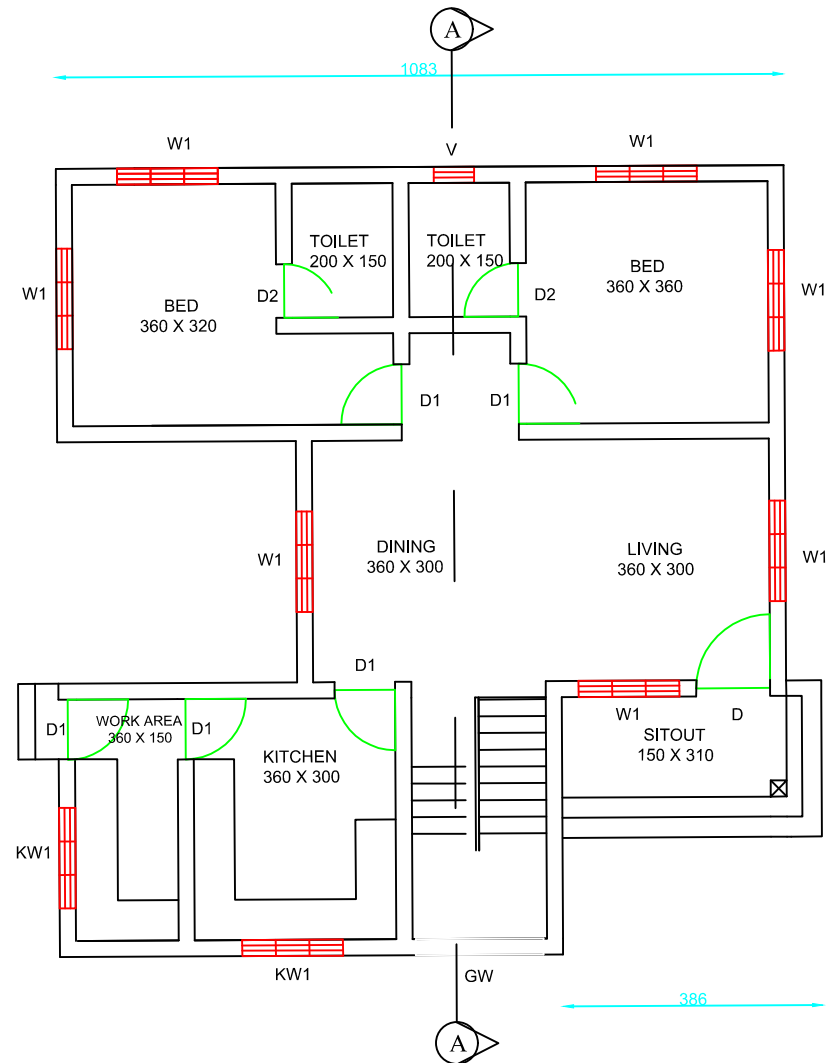 A
1083
W1
V
W1
TOILET
200 X 150
TOILET
200 X 150
BED
360 X 360
W1
BED
360 X 320
D2
D2
W1
D1
D1
DINING
360 X 300
LIVING
360 X 300
W1
W1
D1
D1
WORK AREA
360 X 150
D1
KITCHEN
360 X 300
W1
D
SITOUT
150 X 310
KW1
KW1
GW
386
A